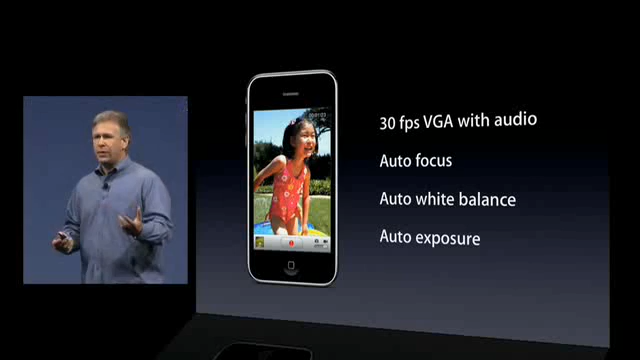 30 fps VGA with audio
Auto focus
Auto white balance
Auto exposure